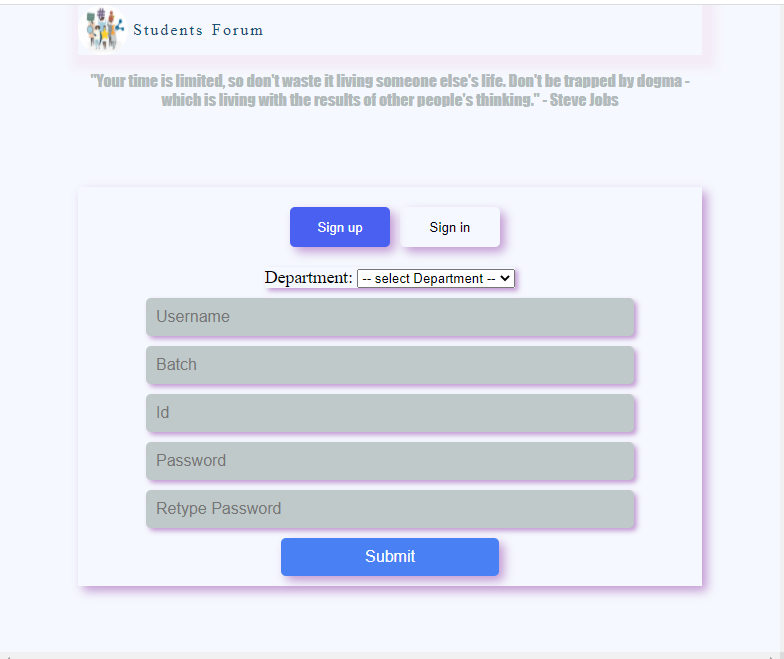 Students Forum
"Your time is limited, so don't waste it living someone else's life. Don't be trapped by dogma -
which is living with the results of other people's thinking." - Steve Jobs
Sign up Sign in
Department: -- select Department --
Username
Batch
Id
Password
Retype Password
Submit